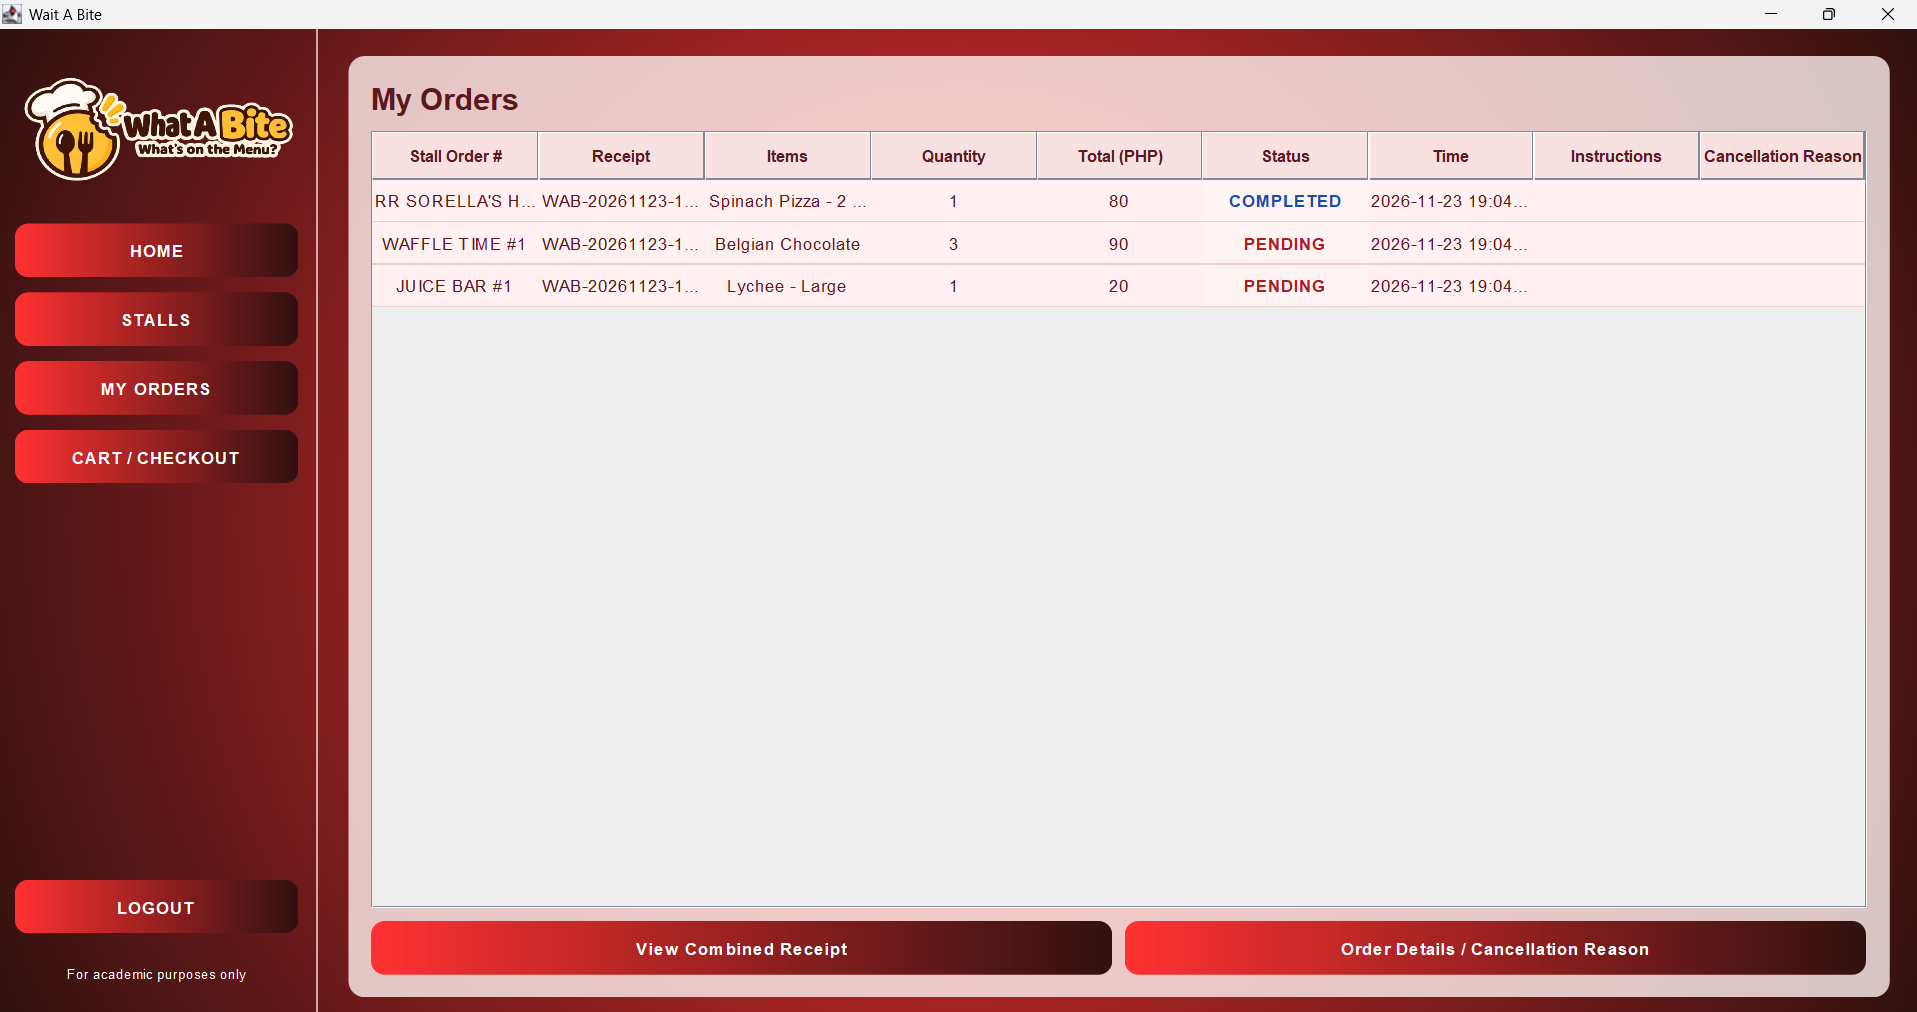 Wait A Bite
WhatA Bite
What's on the Menu?
HOME
STALLS
MY ORDERS
CART / CHECKOUT
LOGOUT
For academic purposes only
My Orders
Stall Order # Receipt Items Quantity Total (PHP) Status Time Instructions Cancellation Reason
RR SORELLA'S H... WAB-20261123-1... Spinach Pizza - 2 ... 1 80 COMPLETED 2026-11-23 19:04...
WAFFLE TIME #1 WAB-20261123-1... Belgian Chocolate 3 90 PENDING 2026-11-23 19:04...
JUICE BAR #1 WAB-20261123-1... Lychee - Large 1 20 PENDING 2026-11-23 19:04...
View Combined Receipt
Order Details / Cancellation Reason